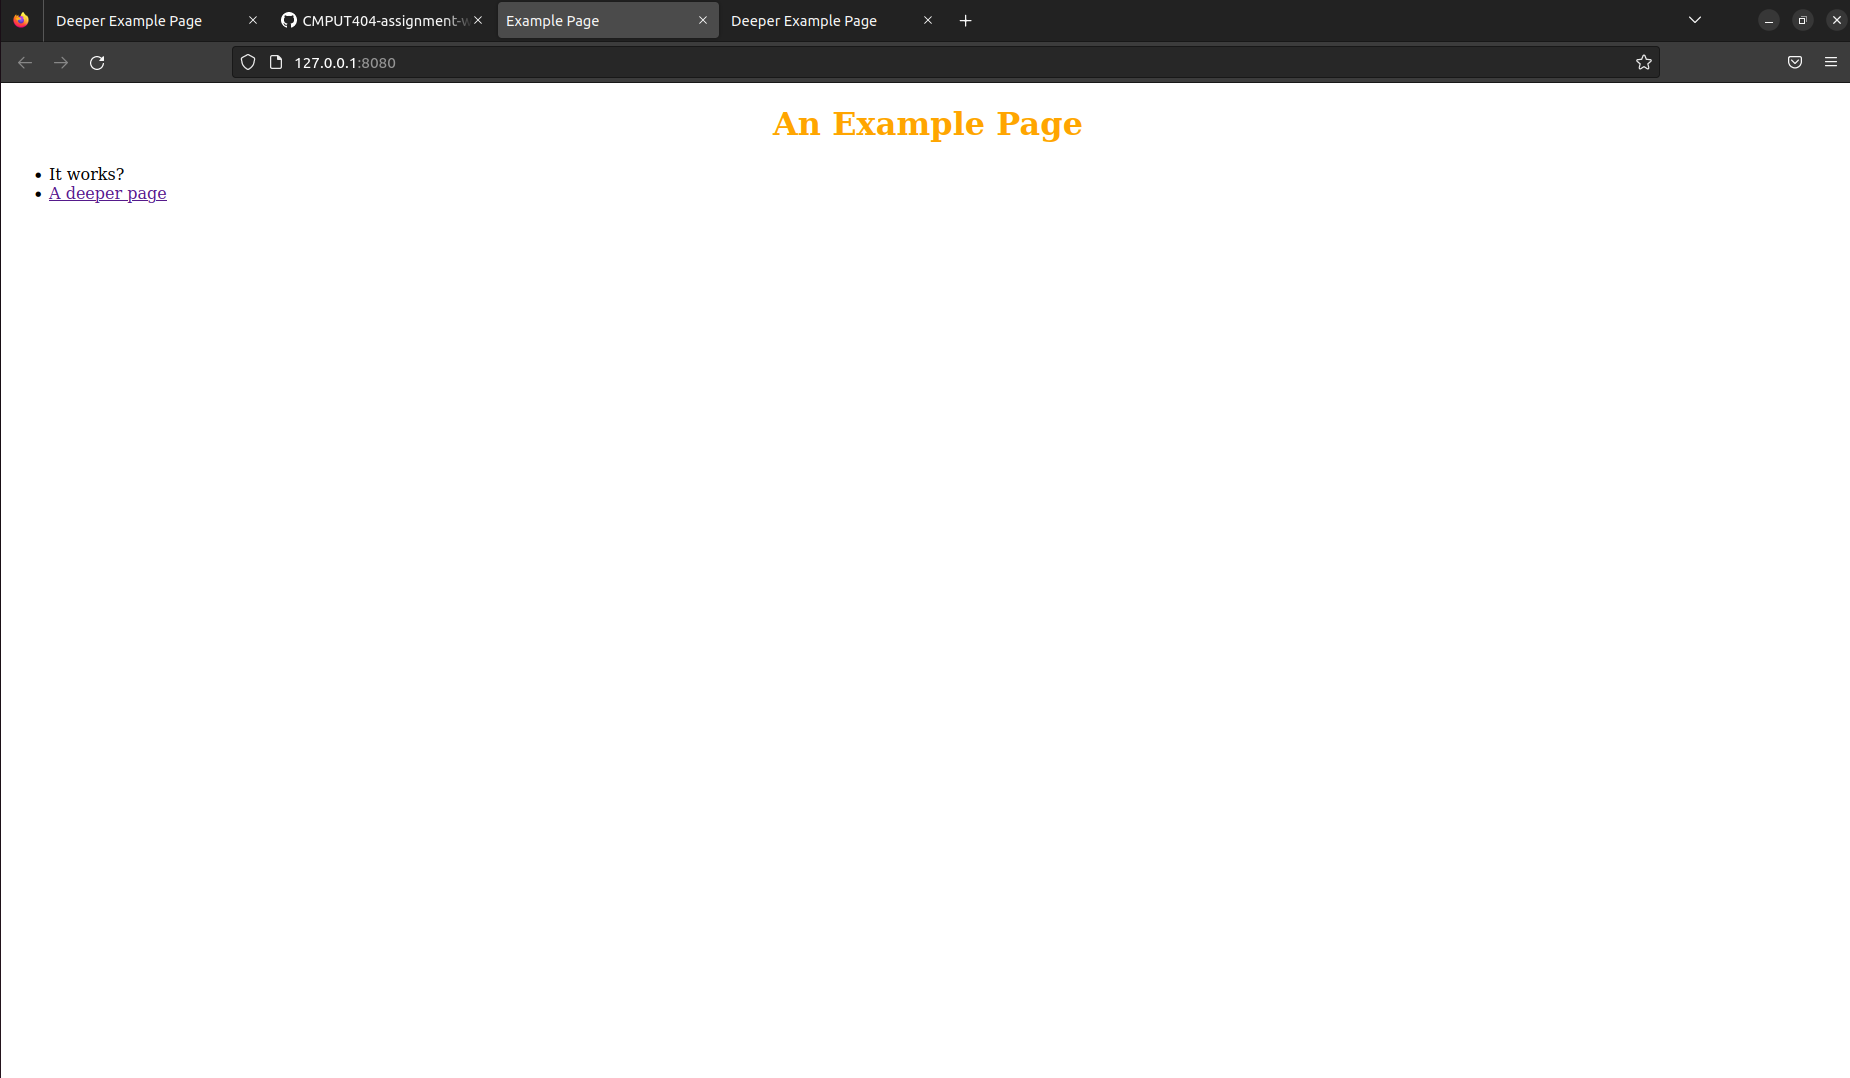 Deeper Example Page
CMPUT404-assignment-w
Example Page
Deeper Example Page
127.0.0.1:8080
An Example Page
It works?
A deeper page